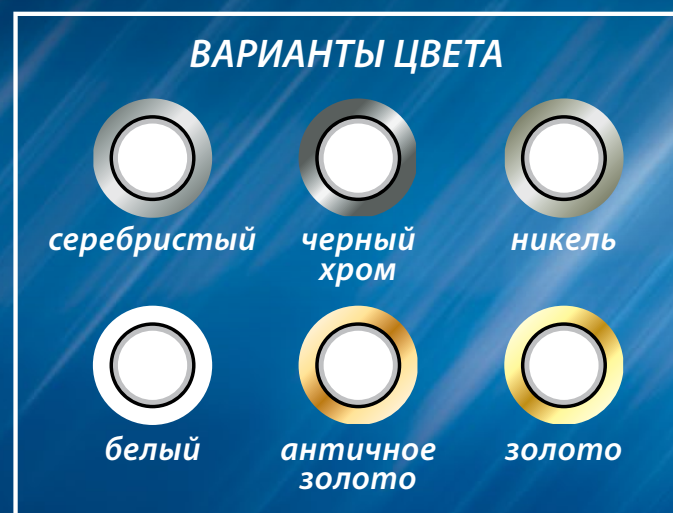 ВАРИАНТЫ ЦВЕТА
серебристый
черный
хром
никель
белый
античное
золото
золото